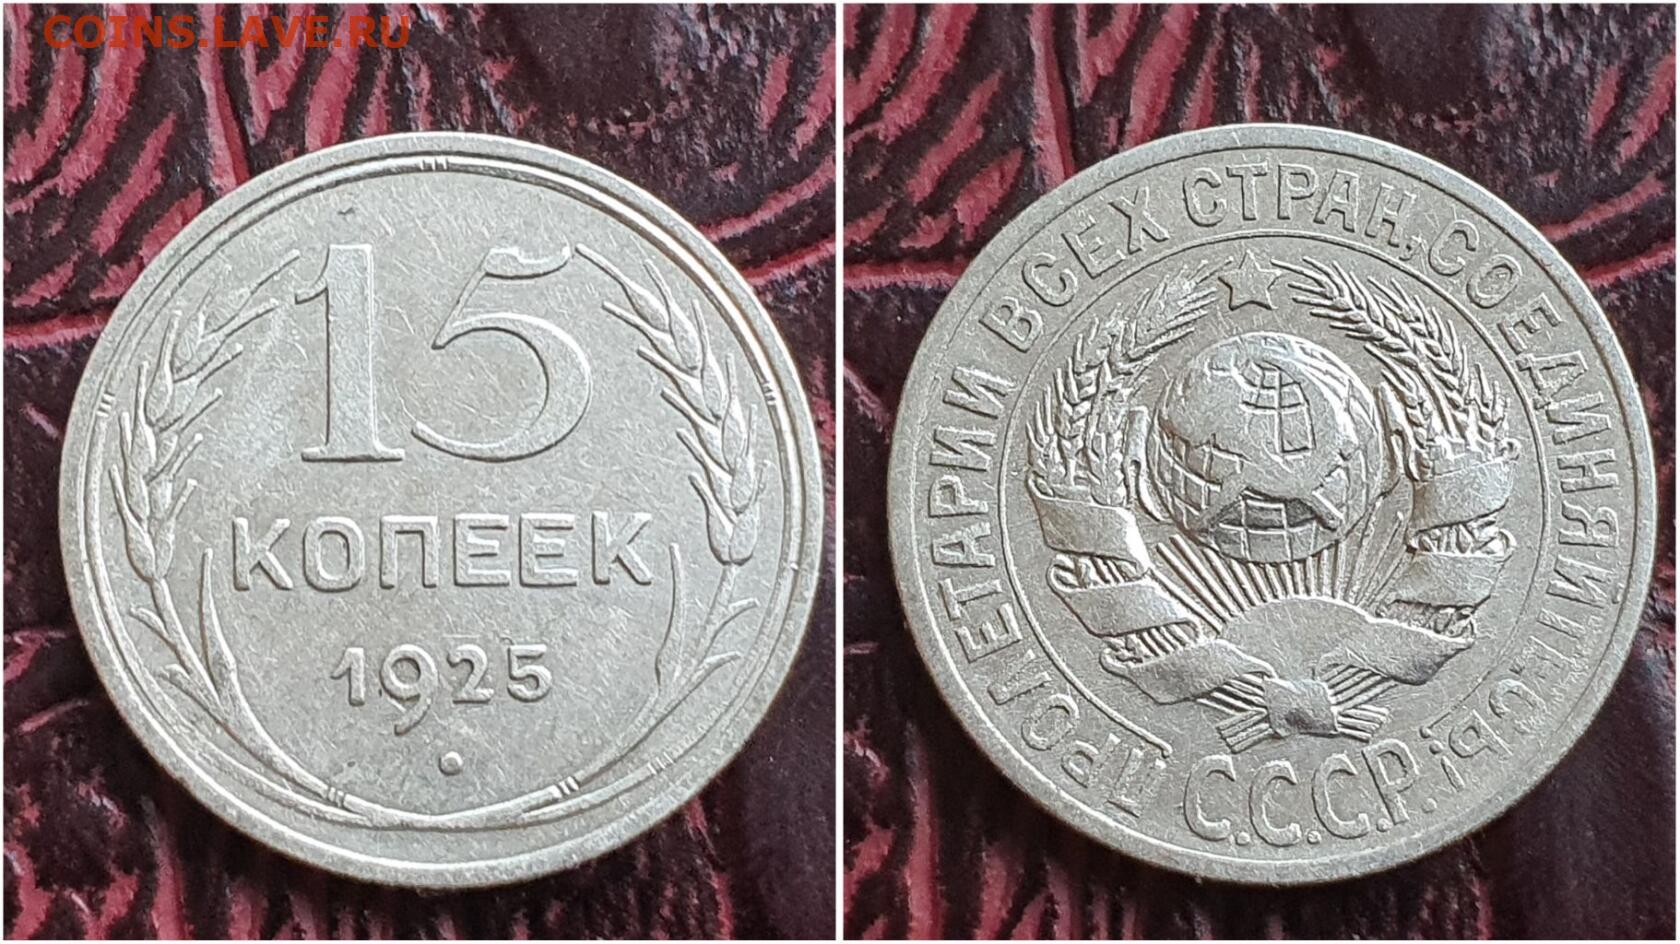 COINS.LAVE.RU
15
КОПЕЕК
1925
ПРОЛЕТАРИИ ВСЕХ СТРАН, СОЕДИНЯЙТЕСЬ!
С.С.С.Р.